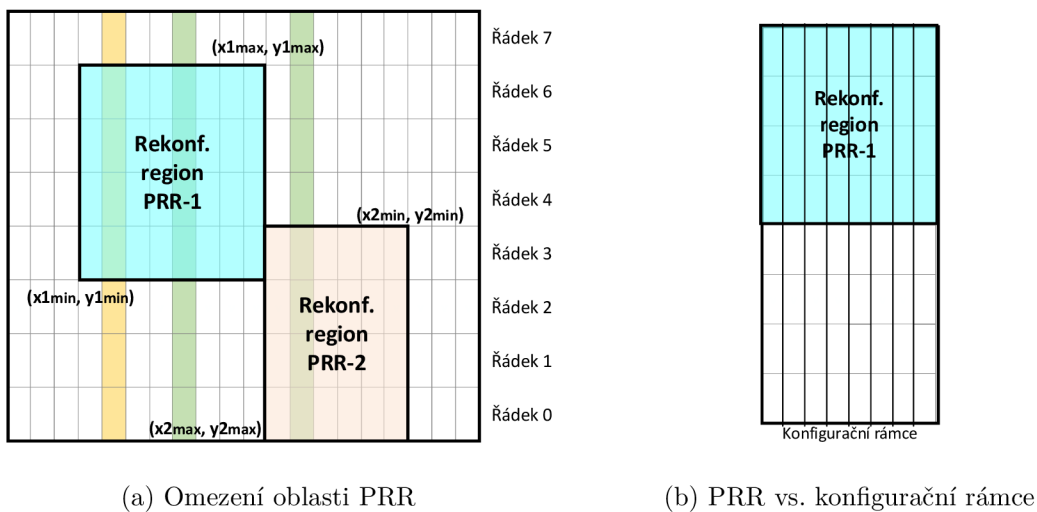 (x1max, y1max)
Řádek 7
Řádek 6
Rekonf.
region
PRR-1
Řádek 5
Řádek 4
(x2min, y2min)
Řádek 3
(x1min, y1min)
Rekonf.
region
PRR-2
Řádek 2
Řádek 1
(x2max, y2max)
Řádek 0
Rekonf.
region
PRR-1
Konfigurační rámce
(a) Omezení oblasti PRR
(b) PRR vs. konfigurační rámce